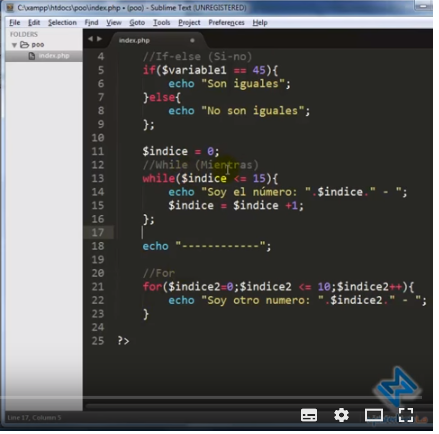 C:\xampp\htdocs\poo\index.php • (poo) - Sublime Text (UNREGISTERED)
File Edit Selection Find View Goto Tools Project Preferences Help
FOLDERS
poo
index.php
index.php
4 //If-else (Si-no)
5 if($variable1 == 45){
6 echo "Son iguales";
7 }else{
8 echo "No son iguales";
9 };
10
11 $indice = 0;
12 //While (Mientras)
13 while($indice <= 15){
14 echo "Soy el número: ".$indice." - ";
15 $indice = $indice +1;
16 };
17
18 echo "------------";
19
20 //For
21 for($indice2=0;$indice2 <= 10;$indice2++){
22 echo "Soy otro numero: ".$indice2." - ";
23 }
24
25 ?>
Line 17, Column 5